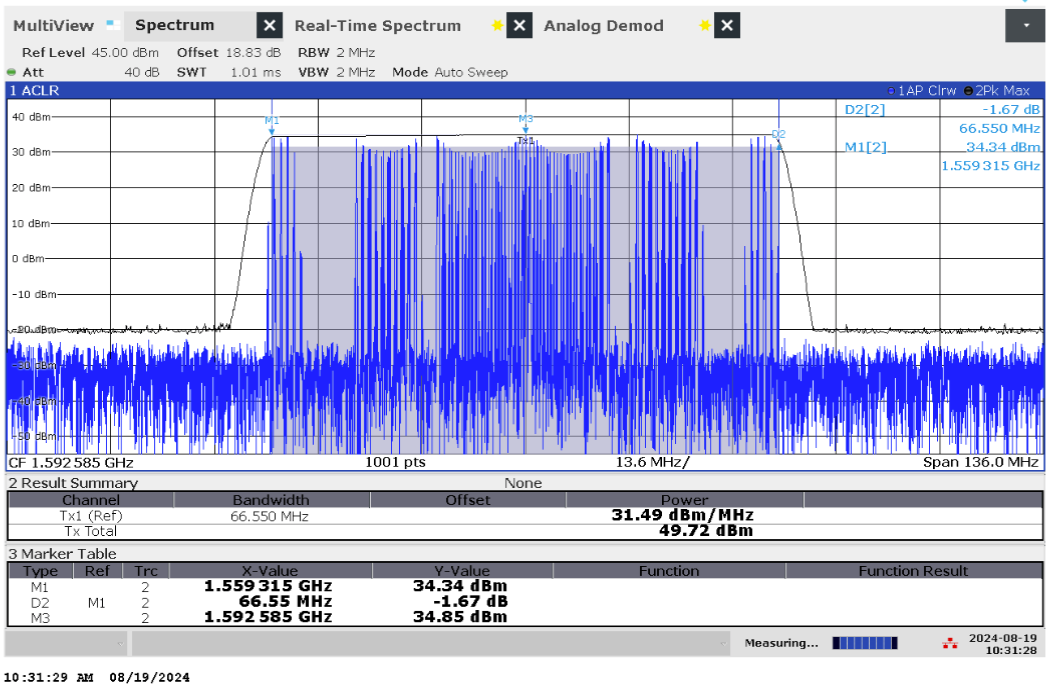 MultiView Spectrum Real-Time Spectrum Analog Demod
Ref Level 45.00 dBm Offset 18.83 dB RBW 2 MHz
Att 40 dB SWT 1.01 ms VBW 2 MHz Mode Auto Sweep
1 ACLR 1AP Clrw 2Pk Max
D2[2] -1.67 dB
66.550 MHz
M1[2] 34.34 dBm
1.559 315 GHz
M1 M3 Tx1 D2
40 dBm
30 dBm
20 dBm
10 dBm
0 dBm
-10 dBm
-20 dBm
-30 dBm
-40 dBm
-50 dBm
CF 1.592 585 GHz 1001 pts 13.6 MHz/ Span 136.0 MHz
2 Result Summary None
Channel Bandwidth Offset Power
Tx1 (Ref) 66.550 MHz 31.49 dBm/MHz
Tx Total 49.72 dBm
3 Marker Table
Type Ref Trc X-Value Y-Value Function Function Result
M1 2 1.559 315 GHz 34.34 dBm
D2 M1 2 66.55 MHz -1.67 dB
M3 2 1.592 585 GHz 34.85 dBm
Measuring... 2024-08-19
10:31:28
10:31:29 AM 08/19/2024